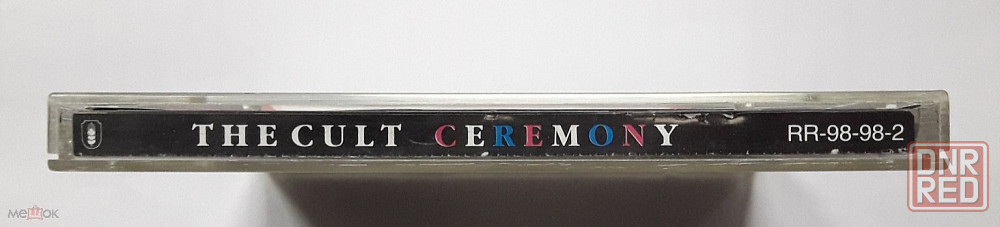 THE CULT CEREMONY RR-98-98-2
DNR
RED
мешок